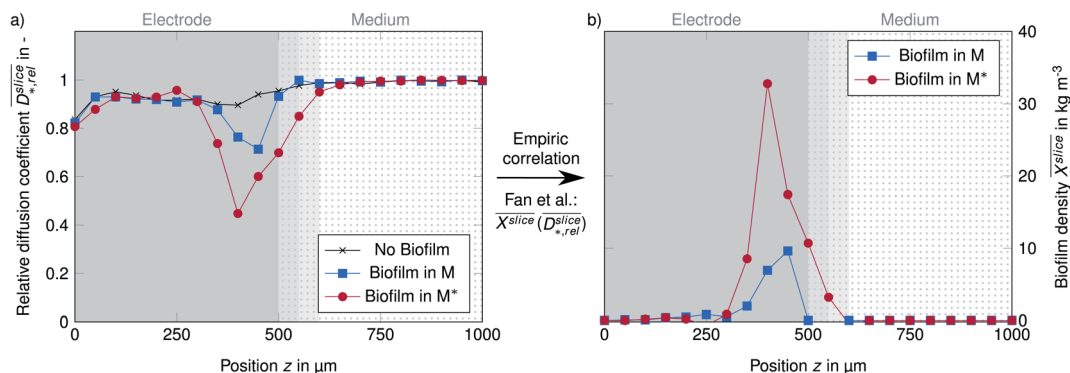 a)
Electrode
Medium
Relative diffusion coefficient D^{slice}_{*,rel} in -
1
0.8
0.6
0.4
0.2
0
No Biofilm
Biofilm in M
Biofilm in M*
0
250
500
750
1000
Position z in µm
Empiric
correlation
Fan et al.:
X^{slice}(D^{slice}_{*,rel})
b)
Electrode
Medium
Biofilm in M
Biofilm in M*
40
30
20
10
0
Biofilm density X^{slice} in kg m⁻³
0
250
500
750
1000
Position z in µm